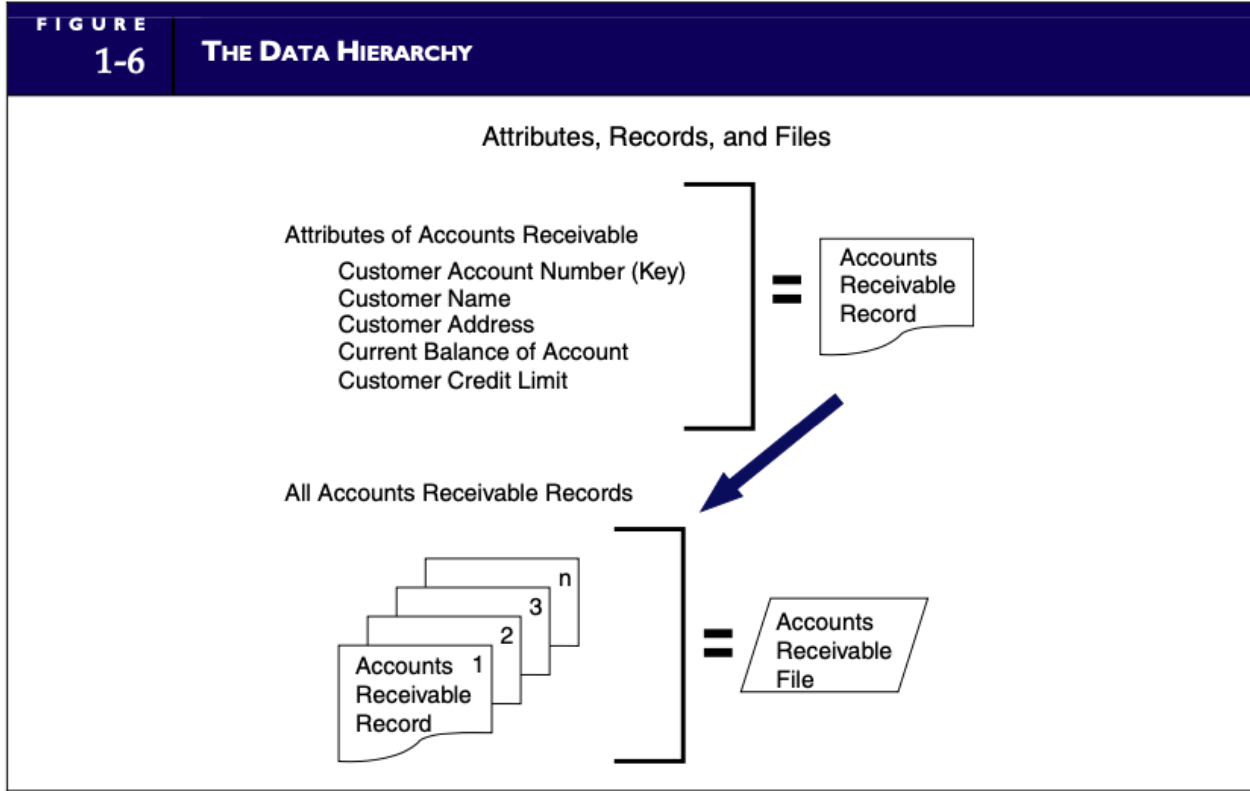 FIGURE
1-6
THE DATA HIERARCHY
Attributes, Records, and Files
Attributes of Accounts Receivable
Customer Account Number (Key)
Customer Name
Customer Address
Current Balance of Account
Customer Credit Limit
=
Accounts
Receivable
Record
All Accounts Receivable Records
n
3
2
Accounts 1
Receivable
Record
=
Accounts
Receivable
File